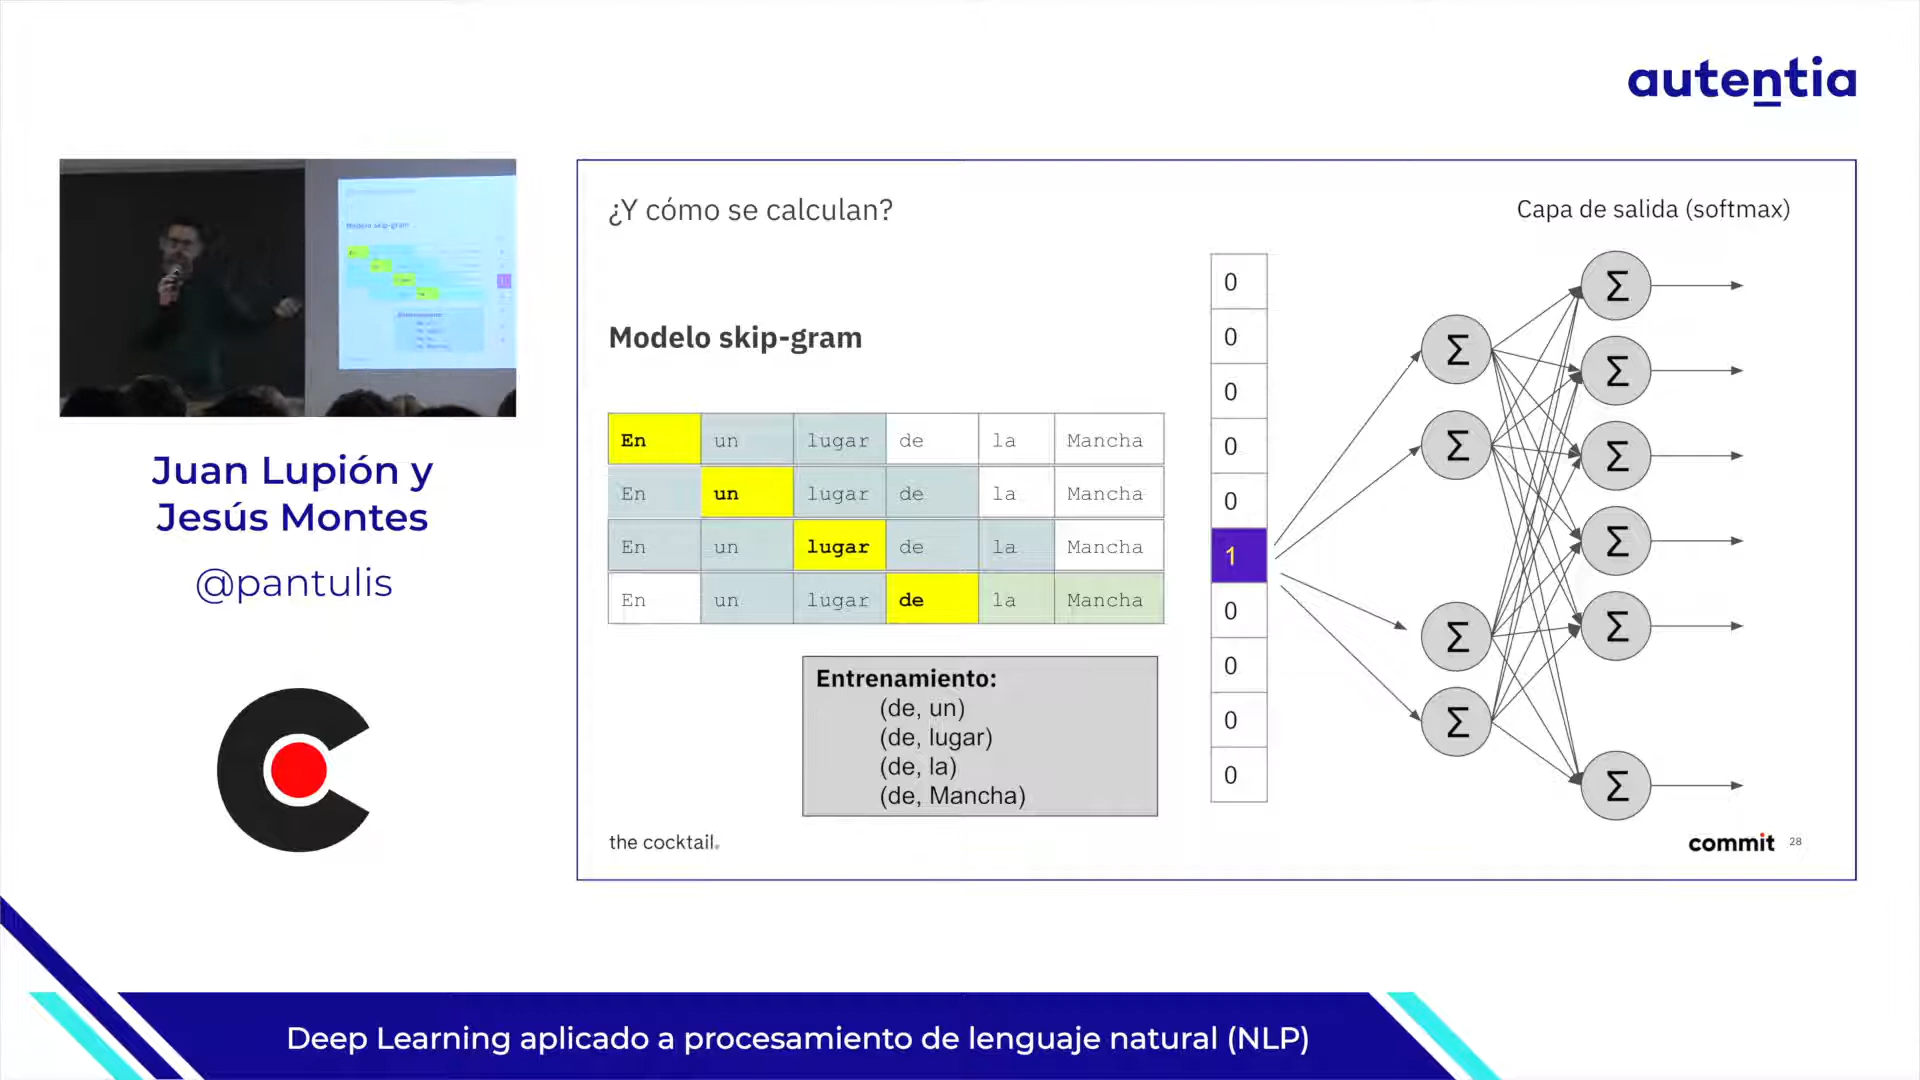 autentia
Juan Lupión y
Jesús Montes
@pantulis
¿Y cómo se calculan?
Capa de salida (softmax)
Modelo skip-gram
En un lugar de la Mancha
En un lugar de la Mancha
En un lugar de la Mancha
En un lugar de la Mancha
Entrenamiento:
(de, un)
(de, lugar)
(de, la)
(de, Mancha)
0
0
0
0
0
1
0
0
0
0
Σ
Σ
Σ
Σ
Σ
Σ
Σ
Σ
Σ
Σ
the cocktail.
commit 28
Deep Learning aplicado a procesamiento de lenguaje natural (NLP)